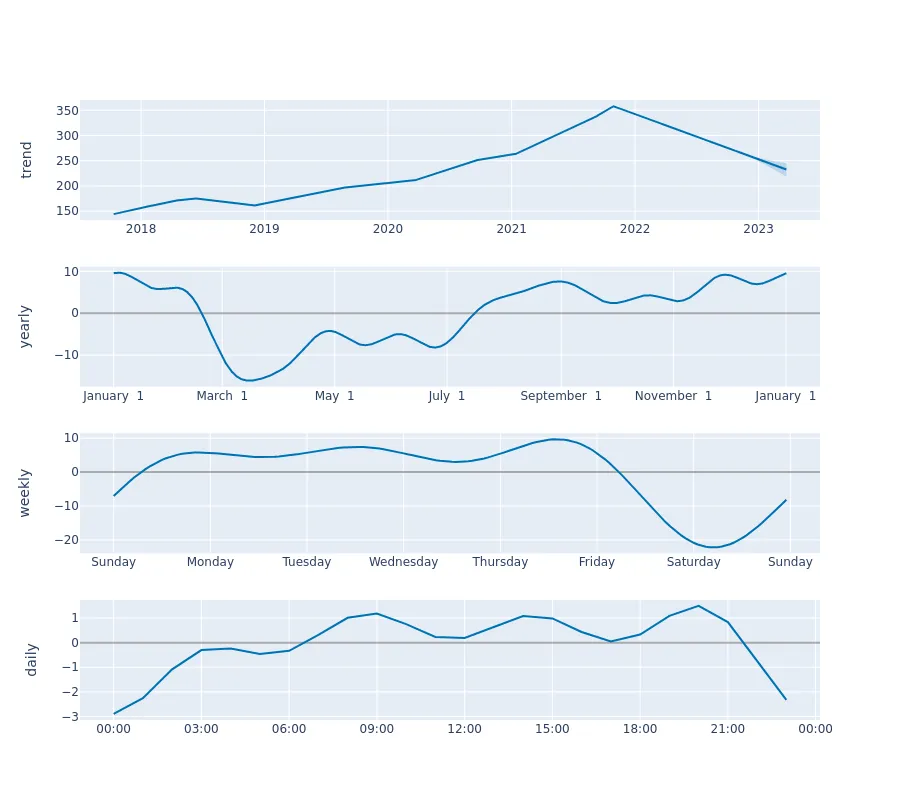 trend
350
300
250
200
150
2018 2019 2020 2021 2022 2023
yearly
10
0
−10
January 1 March 1 May 1 July 1 September 1 November 1 January 1
weekly
10
0
−10
−20
Sunday Monday Tuesday Wednesday Thursday Friday Saturday Sunday
daily
1
0
−1
−2
−3
00:00 03:00 06:00 09:00 12:00 15:00 18:00 21:00 00:00